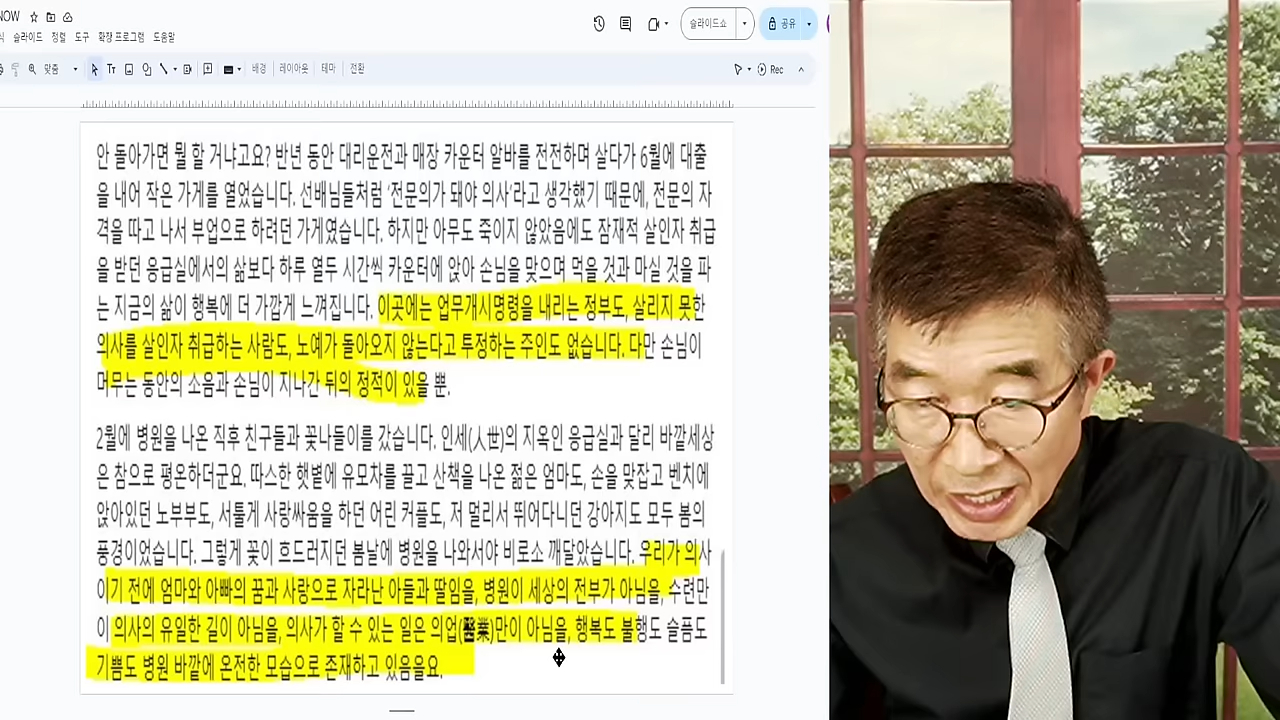 NOW
식 슬라이드 정렬 도구 확장 프로그램 도움말
슬라이드쇼
공유
맞춤
Tr
배경 레이아웃 테마 전환
Rec
안 돌아가면 뭘 할 거냐고요? 반년 동안 대리운전과 매장 카운터 알바를 전전하며 살다가 6월에 대출
을 내어 작은 가게를 열었습니다. 선배님들처럼 ‘전문의가 돼야 의사’라고 생각했기 때문에, 전문의 자
격을 따고 나서 부업으로 하려던 가게였습니다. 하지만 아무도 죽이지 않았음에도 잠재적 살인자 취급
을 받던 응급실에서의 삶보다 하루 열두 시간씩 카운터에 앉아 손님을 맞으며 먹을 것과 마실 것을 파
는 지금의 삶이 행복에 더 가깝게 느껴집니다. 이곳에는 업무개시명령을 내리는 정부도, 살리지 못한
의사를 살인자 취급하는 사람도, 노예가 돌아오지 않는다고 투정하는 주인도 없습니다. 다만 손님이
머무는 동안의 소음과 손님이 지나간 뒤의 정적이 있을 뿐.
2월에 병원을 나온 직후 친구들과 꽃나들이를 갔습니다. 인세(人世)의 지옥인 응급실과 달리 바깥세상
은 참으로 평온하더군요. 따스한 햇볕에 유모차를 끌고 산책을 나온 젊은 엄마도, 손을 맞잡고 벤치에
앉아있던 노부부도, 서툴게 사랑싸움을 하던 어린 커플도, 저 멀리서 뛰어다니던 강아지도 모두 봄의
풍경이었습니다. 그렇게 꽃이 흐드러지던 봄날에 병원을 나와서야 비로소 깨달았습니다. 우리가 의사
이기 전에 엄마와 아빠의 꿈과 사랑으로 자라난 아들과 딸임을, 병원이 세상의 전부가 아님을, 수련만
이 의사의 유일한 길이 아님을, 의사가 할 수 있는 일은 의업(醫業)만이 아님을, 행복도 불행도 슬픔도
기쁨도 병원 바깥에 온전한 모습으로 존재하고 있음을요.